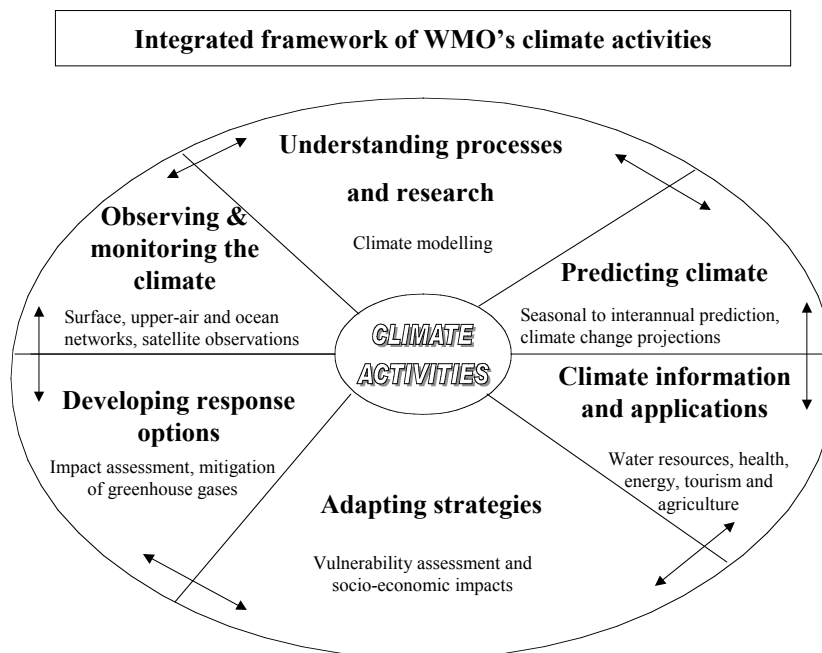 Integrated framework of WMO’s climate activities
Understanding processes
and research
Climate modelling
Observing &
monitoring the
climate
Surface, upper-air and ocean
networks, satellite observations
Predicting climate
Seasonal to interannual prediction,
climate change projections
CLIMATE
ACTIVITIES
Developing response
options
Impact assessment, mitigation
of greenhouse gases
Climate information
and applications
Water resources, health,
energy, tourism and
agriculture
Adapting strategies
Vulnerability assessment and
socio-economic impacts